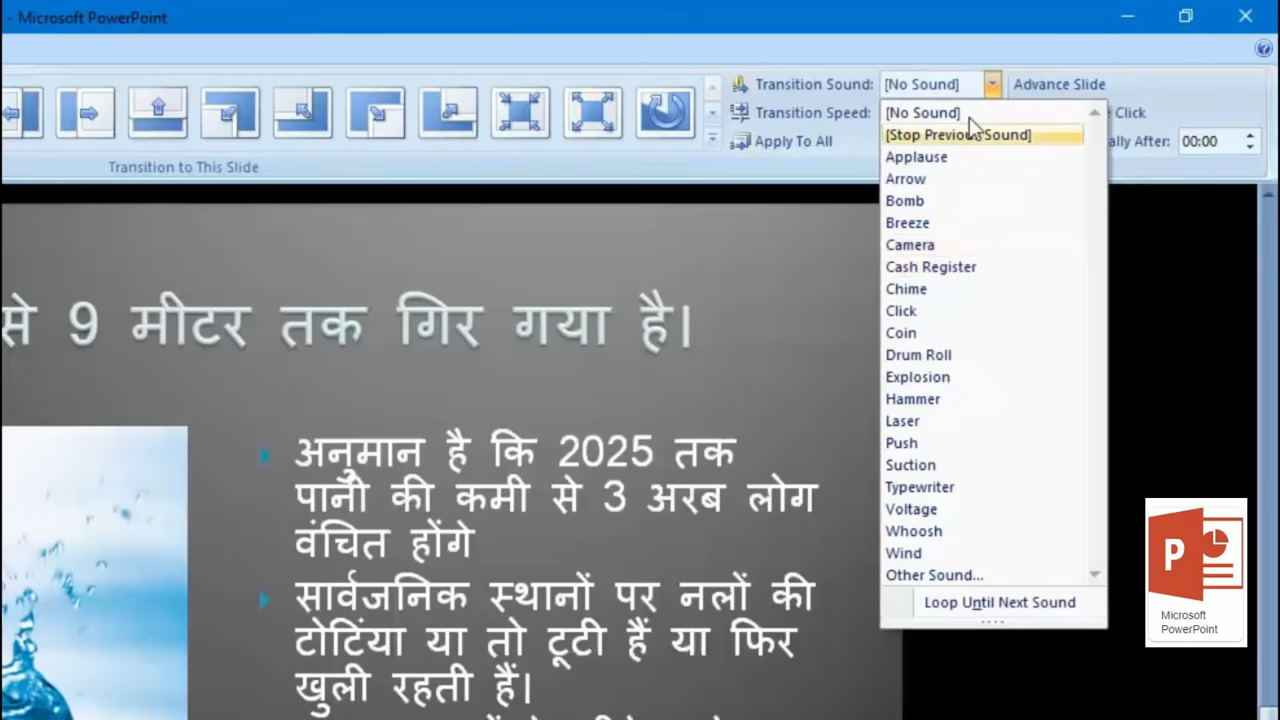 - Microsoft PowerPoint
Transition Sound: [No Sound] Advance Slide
Transition Speed: Click
Apply To All ally After: 00:00
Transition to This Slide
[No Sound]
[Stop Previous Sound]
Applause
Arrow
Bomb
Breeze
Camera
Cash Register
Chime
Click
Coin
Drum Roll
Explosion
Hammer
Laser
Push
Suction
Typewriter
Voltage
Whoosh
Wind
Other Sound...
Loop Until Next Sound
से 9 मीटर तक गिर गया है।
अनुमान है कि 2025 तक
पानी की कमी से 3 अरब लोग
वंचित होंगे
सार्वजनिक स्थानों पर नलों की
टोटिंया या तो टूटी हैं या फिर
खुली रहती हैं।
P
Microsoft
PowerPoint